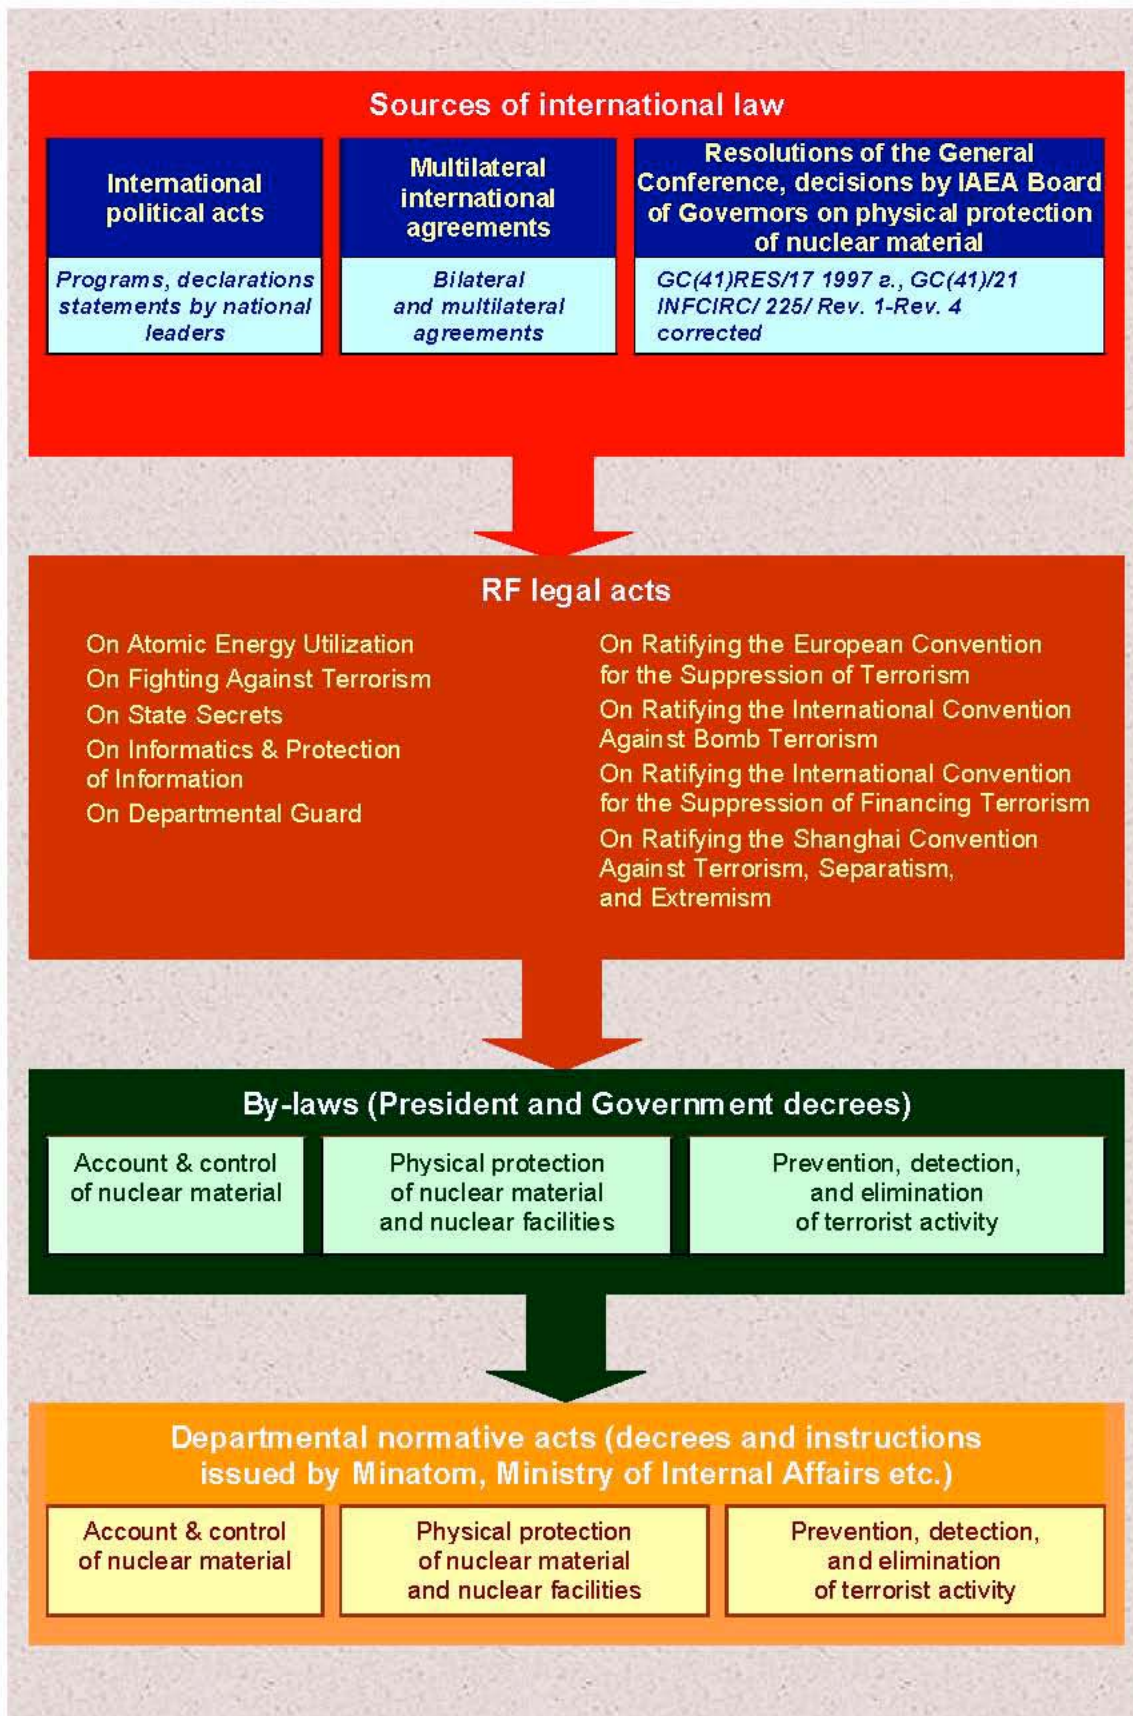 Sources of international law
International
political acts
Programs, declarations
statements by national
leaders
Multilateral
international
agreements
Bilateral
and multilateral
agreements
Resolutions of the General
Conference, decisions by IAEA Board
of Governors on physical protection
of nuclear material
GC(41)RES/17 1997 г., GC(41)/21
INFCIRC/ 225/ Rev. 1-Rev. 4
corrected
RF legal acts
On Atomic Energy Utilization
On Fighting Against Terrorism
On State Secrets
On Informatics & Protection
of Information
On Departmental Guard
On Ratifying the European Convention
for the Suppression of Terrorism
On Ratifying the International Convention
Against Bomb Terrorism
On Ratifying the International Convention
for the Suppression of Financing Terrorism
On Ratifying the Shanghai Convention
Against Terrorism, Separatism,
and Extremism
By-laws (President and Government decrees)
Account & control
of nuclear material
Physical protection
of nuclear material
and nuclear facilities
Prevention, detection,
and elimination
of terrorist activity
Departmental normative acts (decrees and instructions
issued by Minatom, Ministry of Internal Affairs etc.)
Account & control
of nuclear material
Physical protection
of nuclear material
and nuclear facilities
Prevention, detection,
and elimination
of terrorist activity